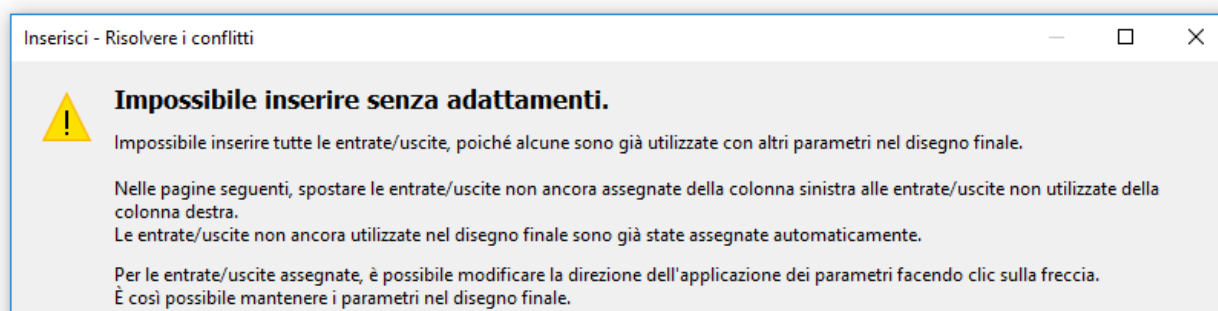 Inserisci - Risolvere i conflitti
Impossibile inserire senza adattamenti.
Impossibile inserire tutte le entrate/uscite, poiché alcune sono già utilizzate con altri parametri nel disegno finale.
Nelle pagine seguenti, spostare le entrate/uscite non ancora assegnate della colonna sinistra alle entrate/uscite non utilizzate della
colonna destra.
Le entrate/uscite non ancora utilizzate nel disegno finale sono già state assegnate automaticamente.
Per le entrate/uscite assegnate, è possibile modificare la direzione dell'applicazione dei parametri facendo clic sulla freccia.
È così possibile mantenere i parametri nel disegno finale.